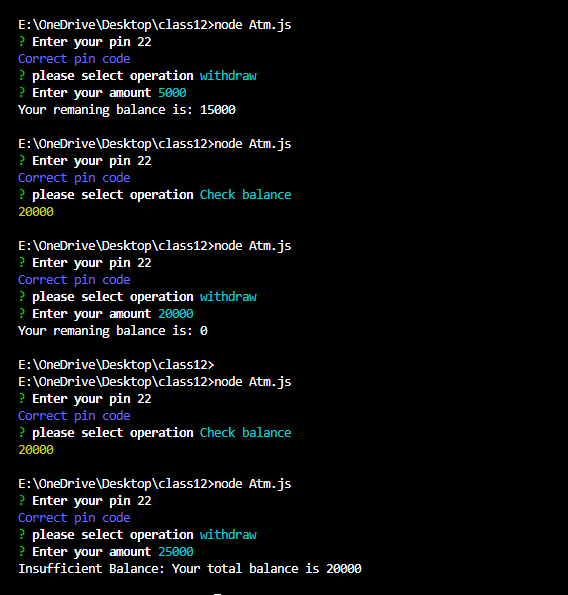 E:\OneDrive\Desktop\class12>node Atm.js
? Enter your pin 22
Correct pin code
? please select operation withdraw
? Enter your amount 5000
Your remaning balance is: 15000
E:\OneDrive\Desktop\class12>node Atm.js
? Enter your pin 22
Correct pin code
? please select operation Check balance
20000
E:\OneDrive\Desktop\class12>node Atm.js
? Enter your pin 22
Correct pin code
? please select operation withdraw
? Enter your amount 20000
Your remaning balance is: 0
E:\OneDrive\Desktop\class12>
E:\OneDrive\Desktop\class12>node Atm.js
? Enter your pin 22
Correct pin code
? please select operation Check balance
20000
E:\OneDrive\Desktop\class12>node Atm.js
? Enter your pin 22
Correct pin code
? please select operation withdraw
? Enter your amount 25000
Insufficient Balance: Your total balance is 20000